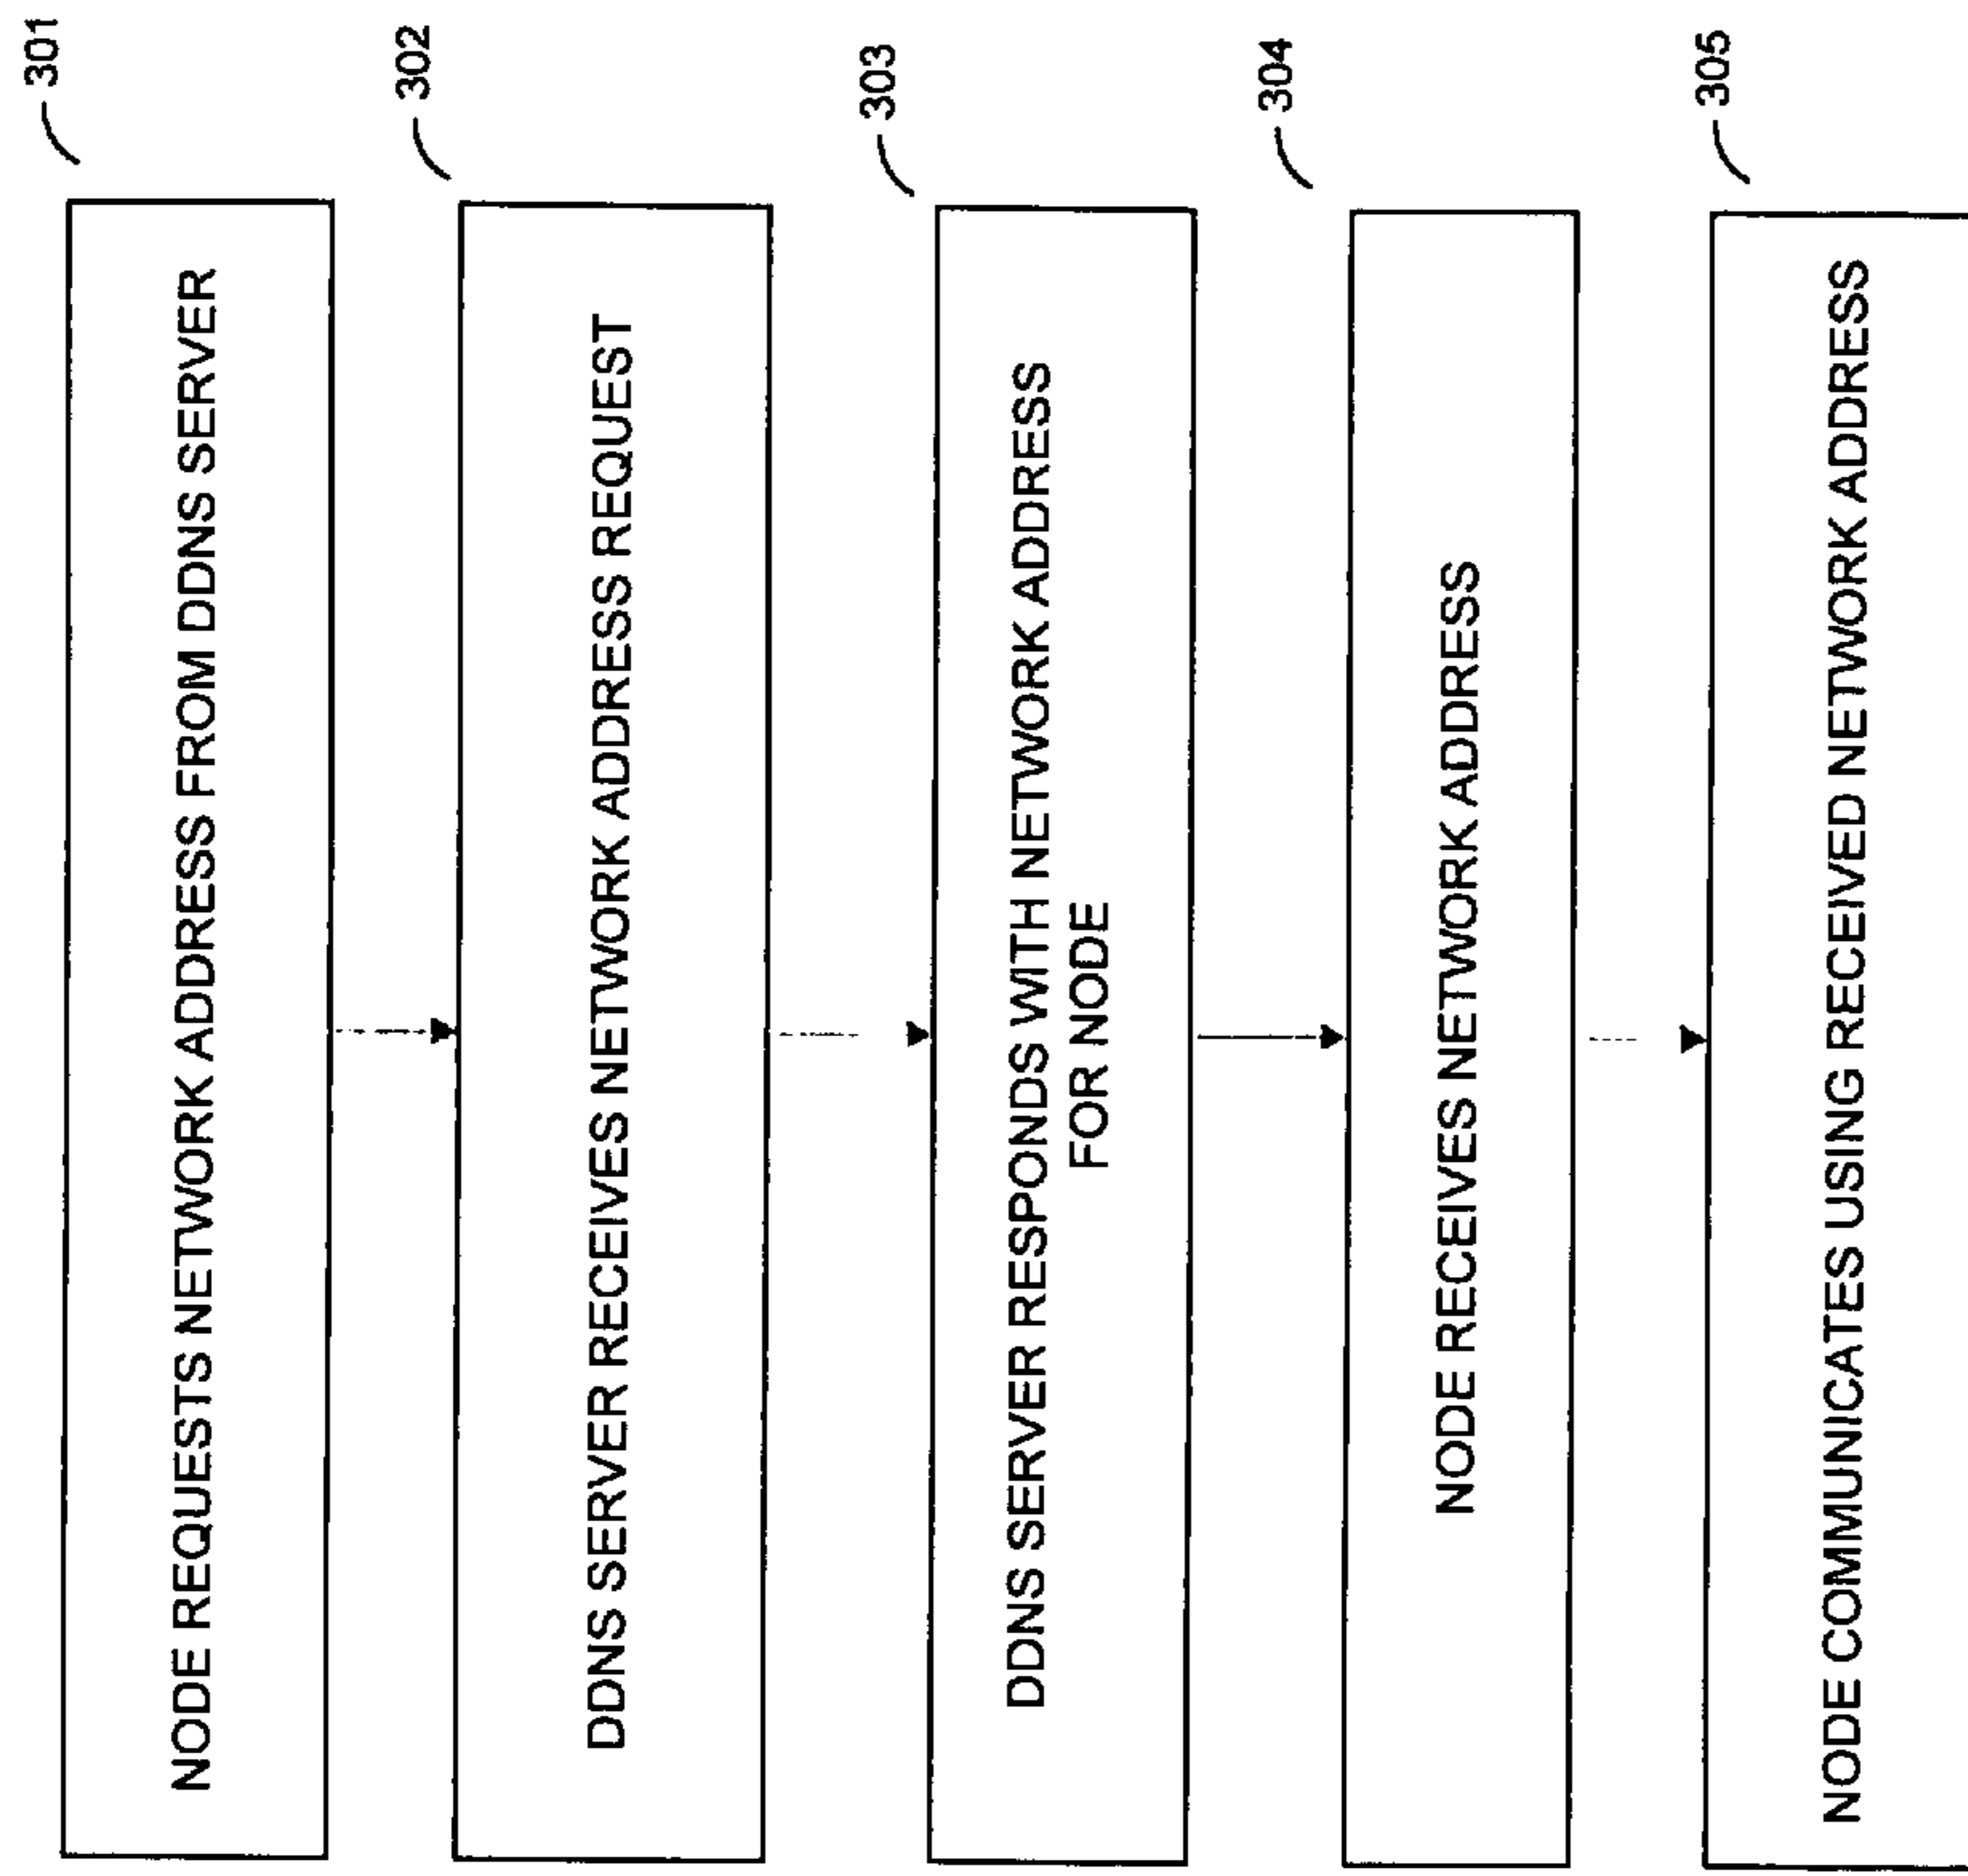 301
NODE REQUESTS NETWORK ADDRESS FROM DDNS SERVER
302
DDNS SERVER RECEIVES NETWORK ADDRESS REQUEST
303
DDNS SERVER RESPONDS WITH NETWORK ADDRESS
FOR NODE
304
NODE RECEIVES NETWORK ADDRESS
305
NODE COMMUNICATES USING RECEIVED NETWORK ADDRESS